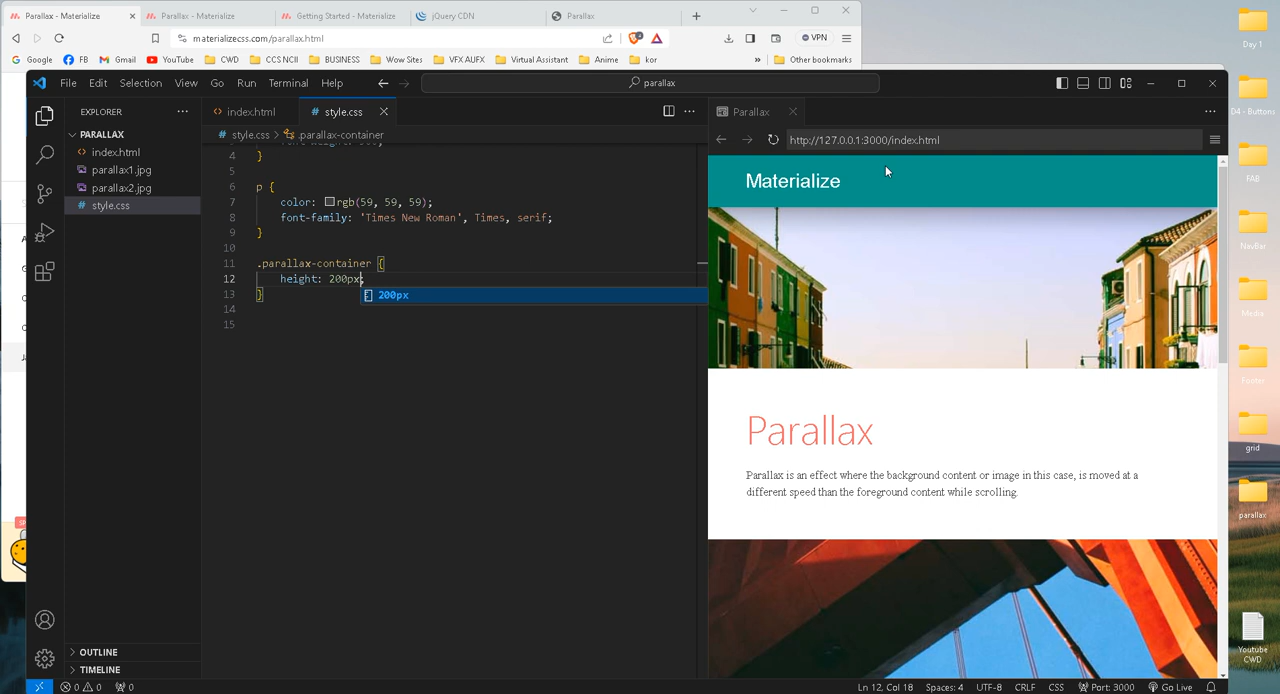 Parallax - Materialize
Parallax - Materialize
Getting Started - Materialize
jQuery CDN
Parallax
materializecss.com/parallax.html
VPN
Google
FB
Gmail
YouTube
CWD
CCS NCII
BUSINESS
Wow Sites
VFX AUFX
Virtual Assistant
Anime
kor
»
Other bookmarks
File Edit Selection View Go Run Terminal Help
parallax
EXPLORER
PARALLAX
index.html
parallax1.jpg
parallax2.jpg
style.css
OUTLINE
TIMELINE
index.html
style.css
style.css > .parallax-container
4 }
5
6 p {
7 color: rgb(59, 59, 59);
8 font-family: 'Times New Roman', Times, serif;
9 }
10
11 .parallax-container {
12 height: 200px;
200px
13 }
14
15
Parallax
http://127.0.0.1:3000/index.html
Materialize
Parallax
Parallax is an effect where the background content or image in this case, is moved at a
different speed than the foreground content while scrolling.
0 0 0
Ln 12, Col 18 Spaces: 4 UTF-8 CRLF CSS Port: 3000 Go Live
Day 1
D4 - Buttons
FAB
NavBar
Media
Footer
grid
parallax
Youtube
CWD